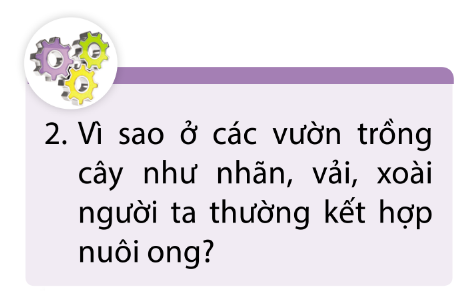 2. Vì sao ở các vườn trồng
cây như nhãn, vải, xoài
người ta thường kết hợp
nuôi ong?